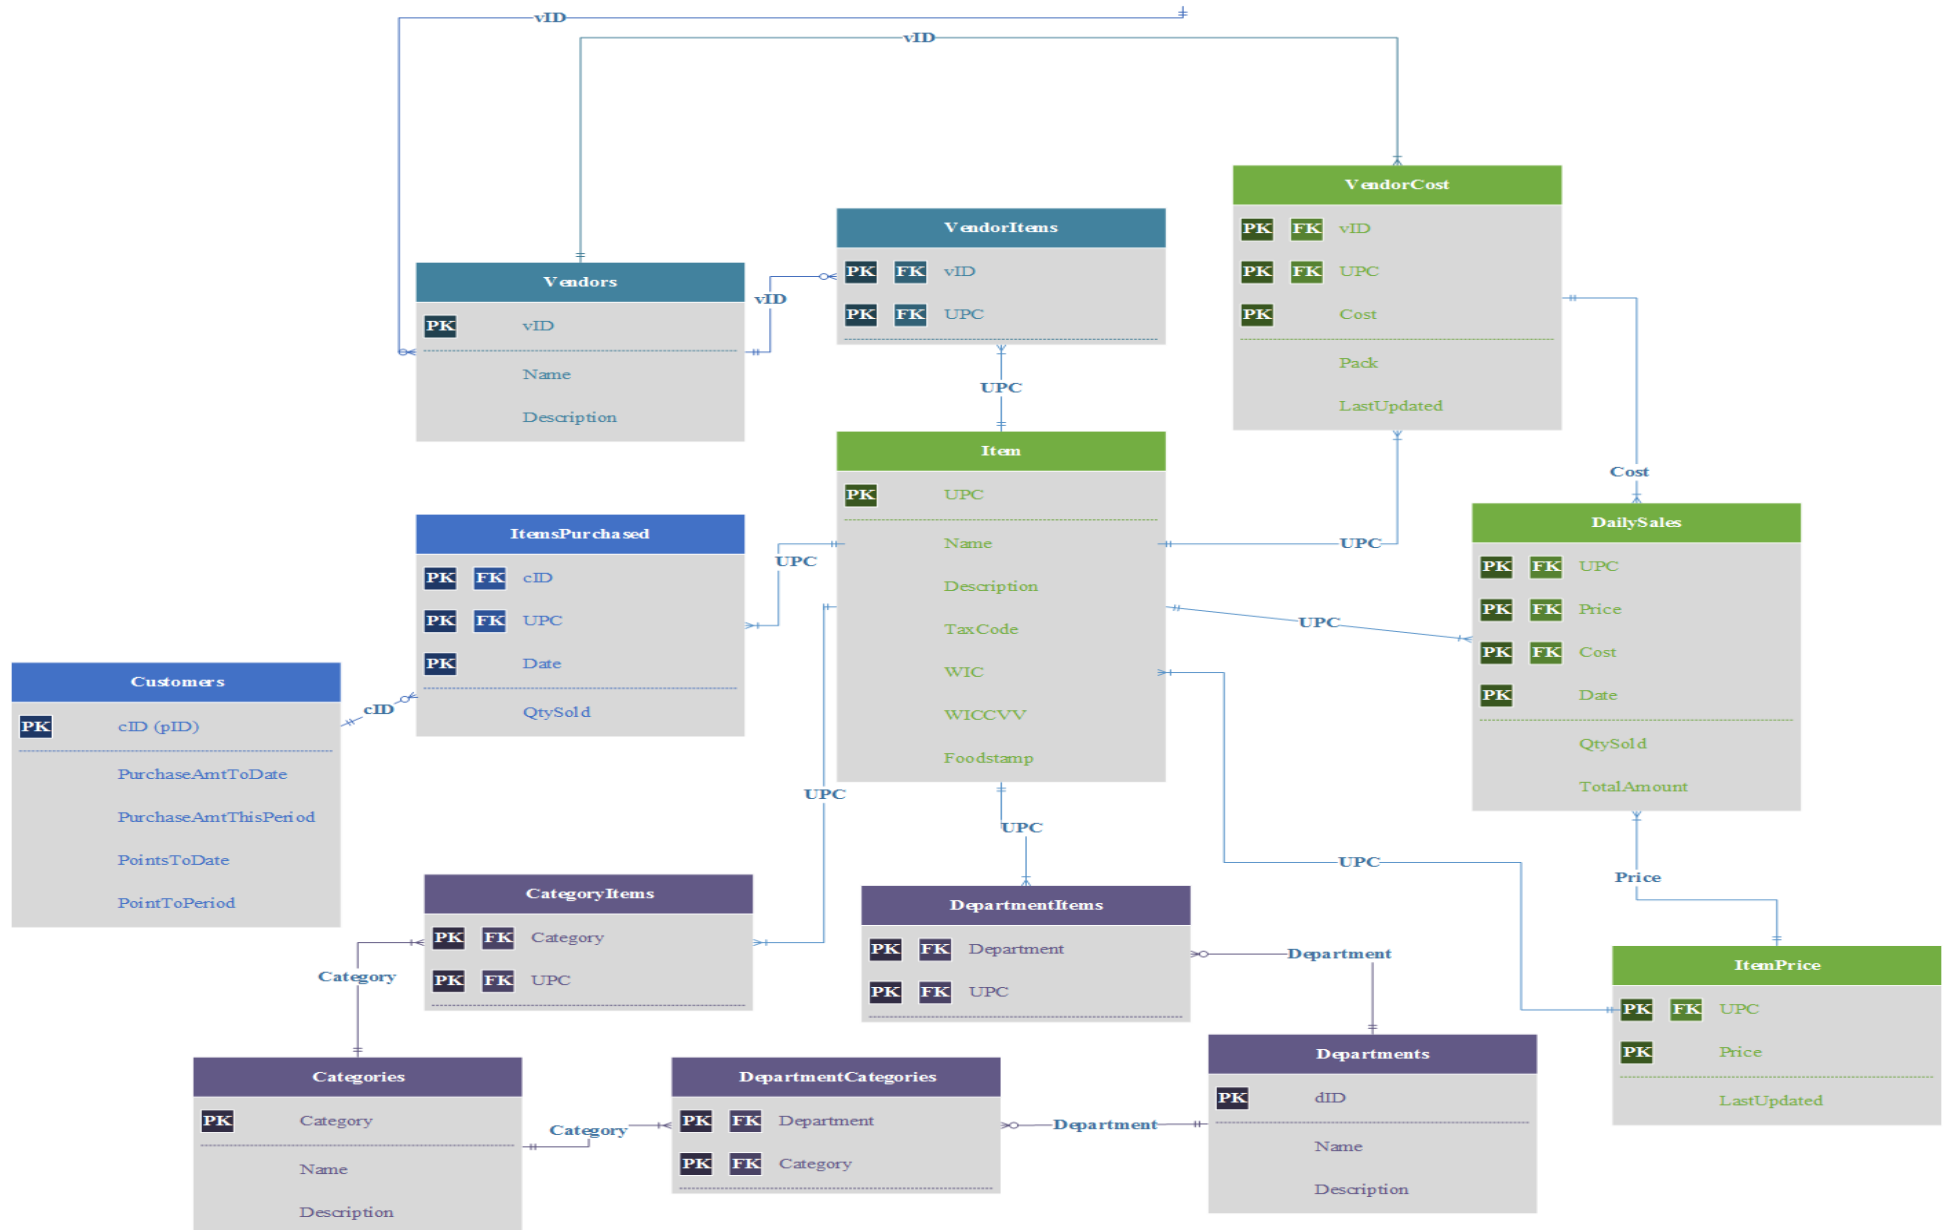 vID
vID
VendorCost
PK FK vID
PK FK UPC
PK Cost
Pack
LastUpdated
VendorItems
PK FK vID
PK FK UPC
Vendors
PK vID
Name
Description
vID
UPC
Cost
Item
PK UPC
Name
Description
TaxCode
WIC
WICCVV
Foodstamp
ItemsPurchased
PK FK cID
PK FK UPC
PK Date
QtySold
UPC
UPC
UPC
DailySales
PK FK UPC
PK FK Price
PK FK Cost
PK Date
QtySold
TotalAmount
Customers
PK cID (pID)
PurchaseAmtToDate
PurchaseAmtThisPeriod
PointsToDate
PointToPeriod
cID
UPC
UPC
UPC
Price
CategoryItems
PK FK Category
PK FK UPC
DepartmentItems
PK FK Department
PK FK UPC
Department
Category
ItemPrice
PK FK UPC
PK Price
LastUpdated
Categories
PK Category
Name
Description
Category
DepartmentCategories
PK FK Department
PK FK Category
Department
Departments
PK dID
Name
Description